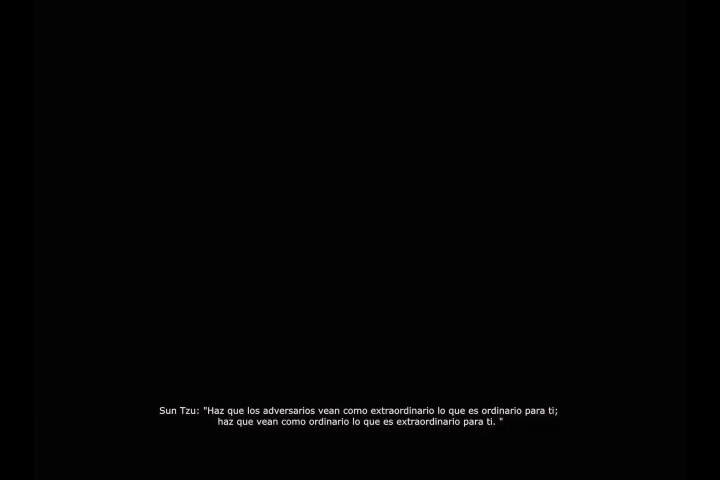 Sun Tzu: "Haz que los adversarios vean como extraordinario lo que es ordinario para ti;
haz que vean como ordinario lo que es extraordinario para ti. "